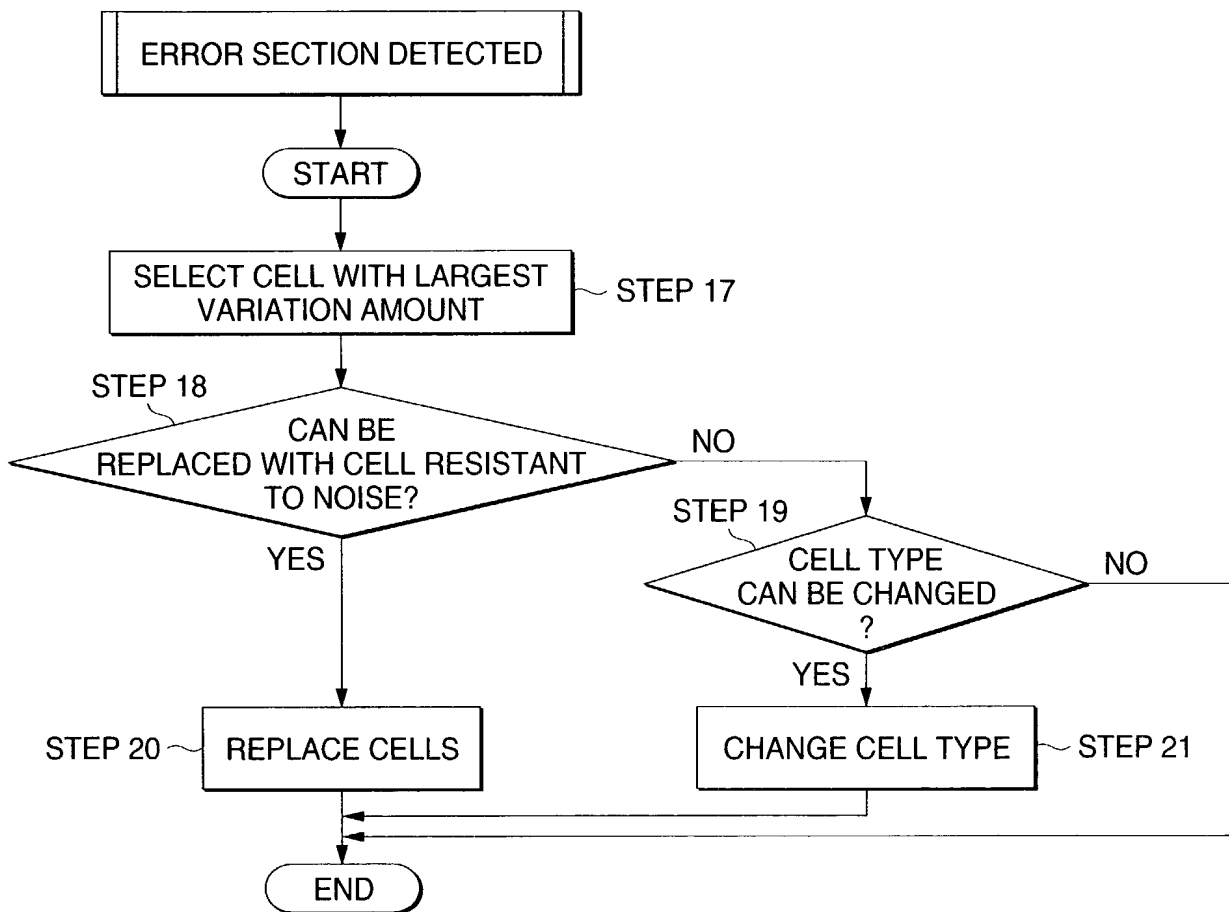 ERROR SECTION DETECTED
START
SELECT CELL WITH LARGEST
VARIATION AMOUNT
STEP 17
STEP 18
CAN BE
REPLACED WITH CELL RESISTANT
TO NOISE?
NO
YES
STEP 19
CELL TYPE
CAN BE CHANGED
?
NO
YES
STEP 20
REPLACE CELLS
CHANGE CELL TYPE
STEP 21
END